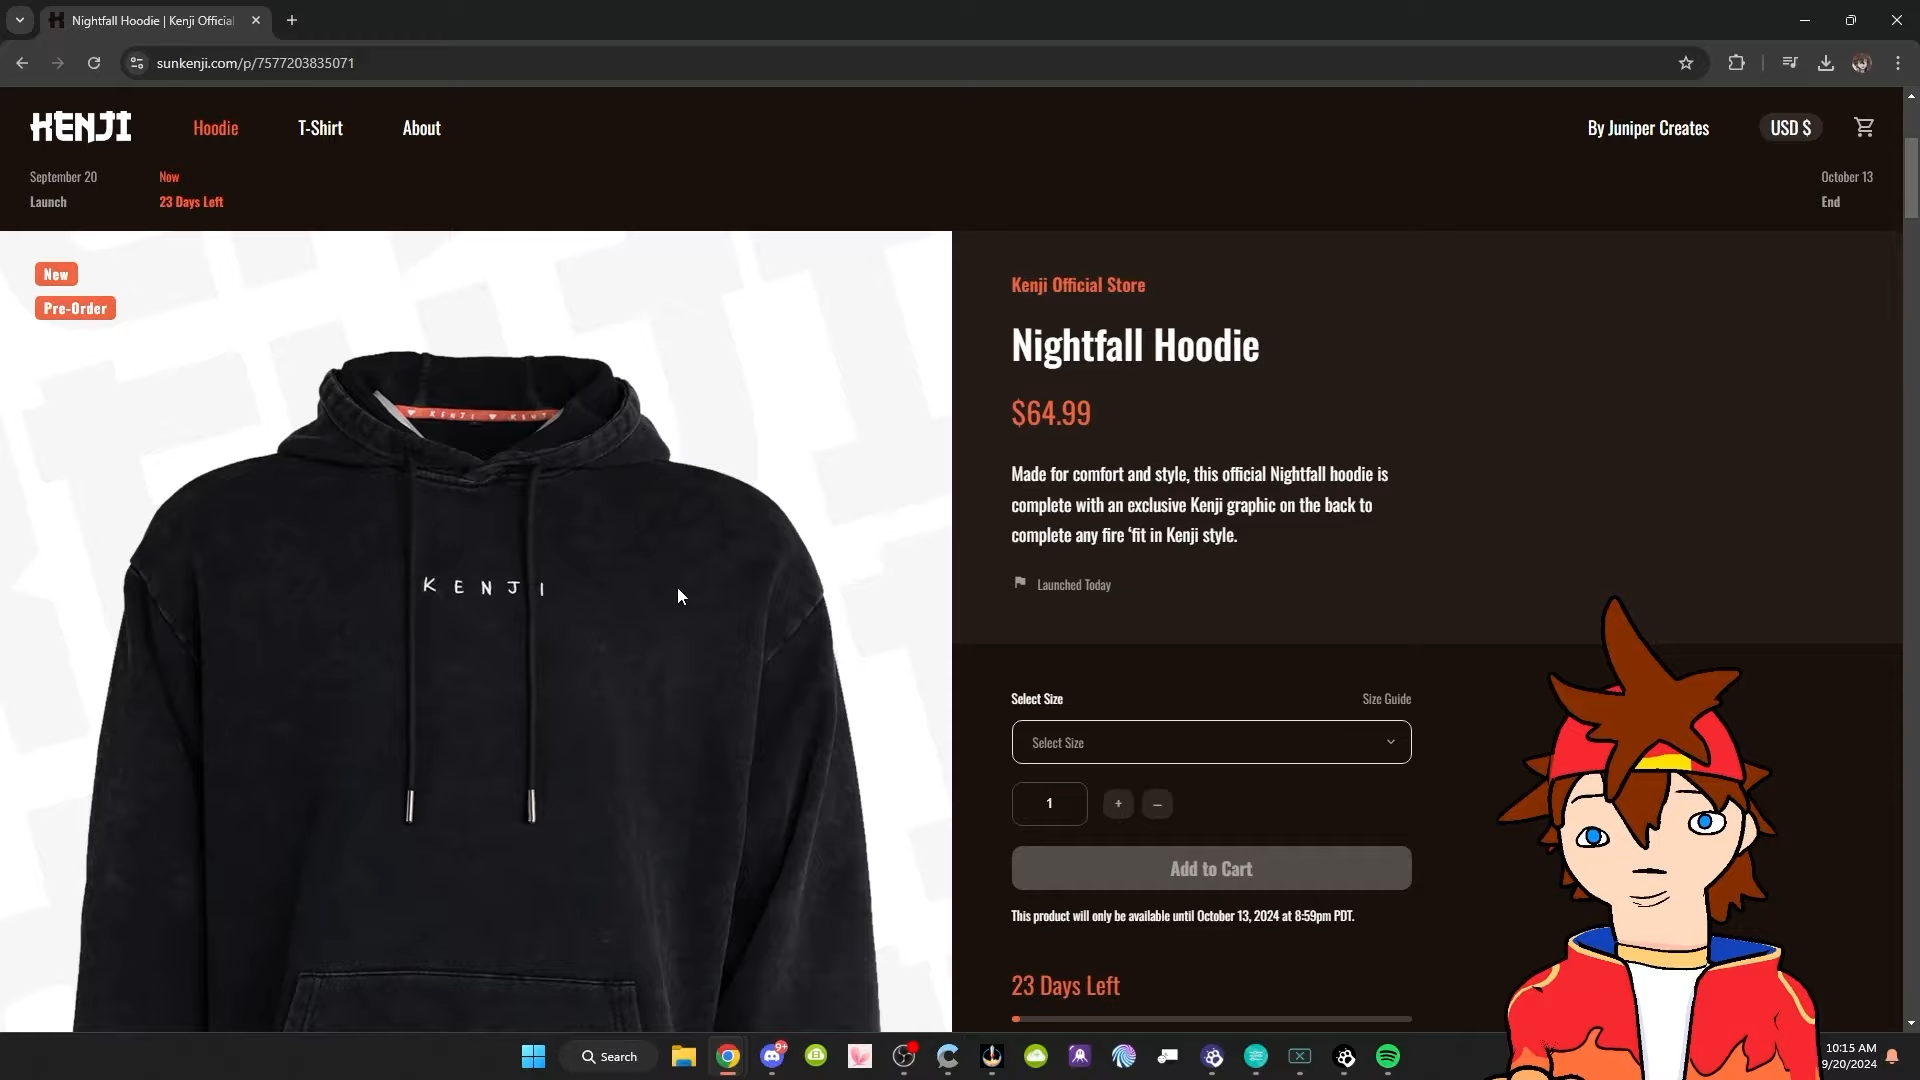 Nightfall Hoodie | Kenji Official
sunkenji.com/p/7577203835071
KENJI
Hoodie
T-Shirt
About
By Juniper Creates
USD $
September 20
Launch
Now
23 Days Left
October 13
End
New
Pre-Order
KENJI
K E N J I
Kenji Official Store
Nightfall Hoodie
$64.99
Made for comfort and style, this official Nightfall hoodie is
complete with an exclusive Kenji graphic on the back to
complete any fire ‘fit in Kenji style.
Launched Today
Select Size
Size Guide
Select Size
1
+
–
Add to Cart
This product will only be available until October 13, 2024 at 8:59pm PDT.
23 Days Left
Search
9+
10:15 AM
9/20/2024